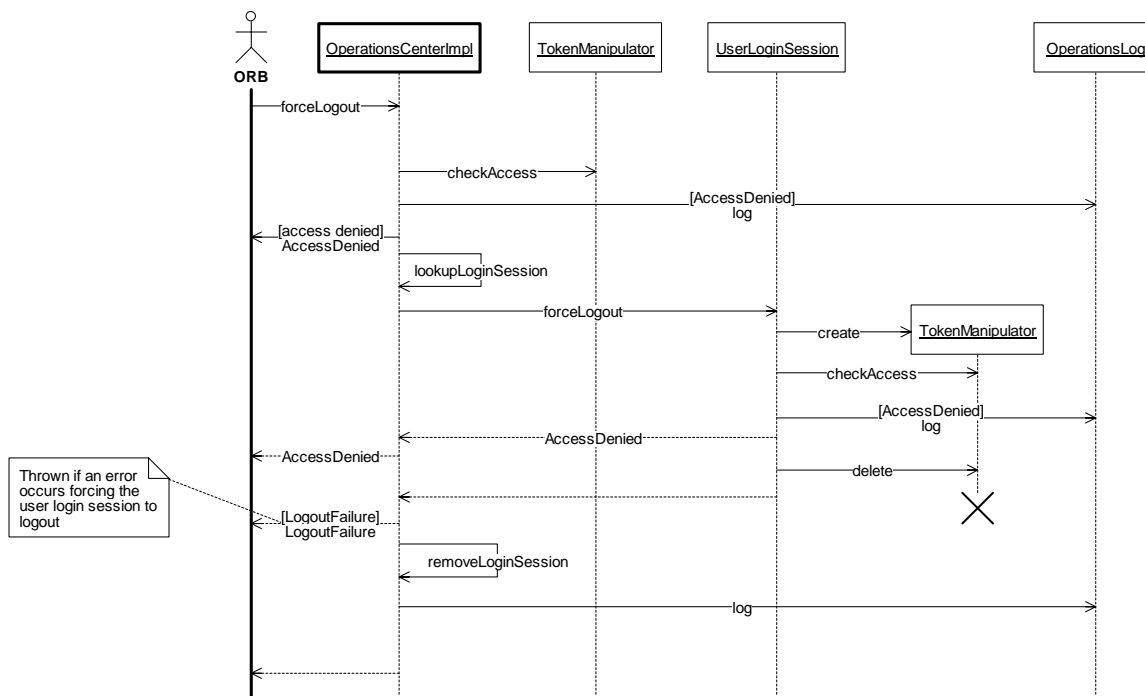 OperationsCenterImpl
TokenManipulator
UserLoginSession
OperationsLog
ORB
forceLogout
checkAccess
[AccessDenied]
log
[access denied]
AccessDenied
lookupLoginSession
forceLogout
create
TokenManipulator
checkAccess
[AccessDenied]
log
AccessDenied
AccessDenied
delete
Thrown if an error
occurs forcing the
user login session to
logout
[LogoutFailure]
LogoutFailure
removeLoginSession
log